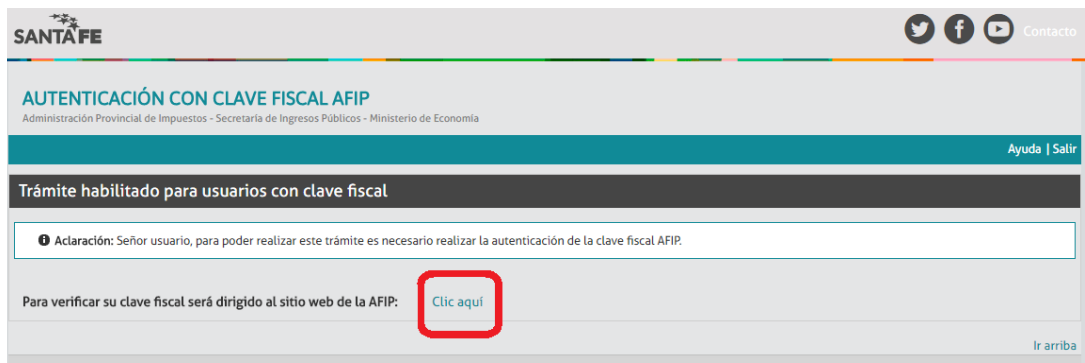 SANTA FE
Contacto
AUTENTICACIÓN CON CLAVE FISCAL AFIP
Administración Provincial de Impuestos - Secretaría de Ingresos Públicos - Ministerio de Economía
Ayuda | Salir
Trámite habilitado para usuarios con clave fiscal
Aclaración: Señor usuario, para poder realizar este trámite es necesario realizar la autenticación de la clave fiscal AFIP.
Para verificar su clave fiscal será dirigido al sitio web de la AFIP: Clic aquí
Ir arriba